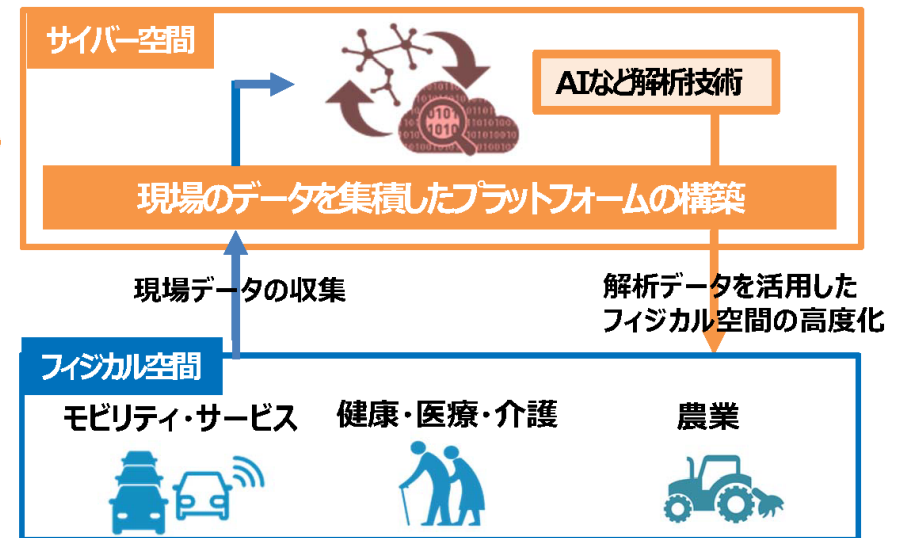 サイバー空間
AIなど解析技術
現場のデータを集積したプラットフォームの構築
現場データの収集
解析データを活用した
フィジカル空間の高度化
フィジカル空間
モビリティ・サービス
健康・医療・介護
農業